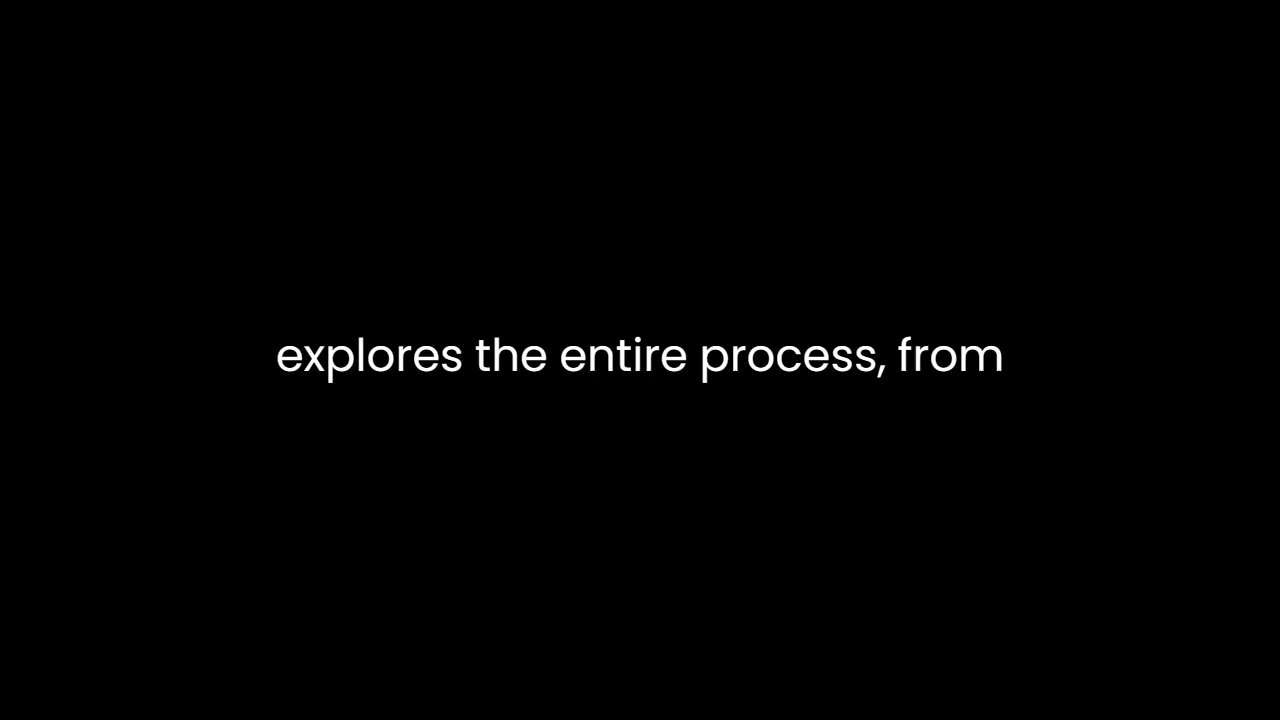 explores the entire process, from